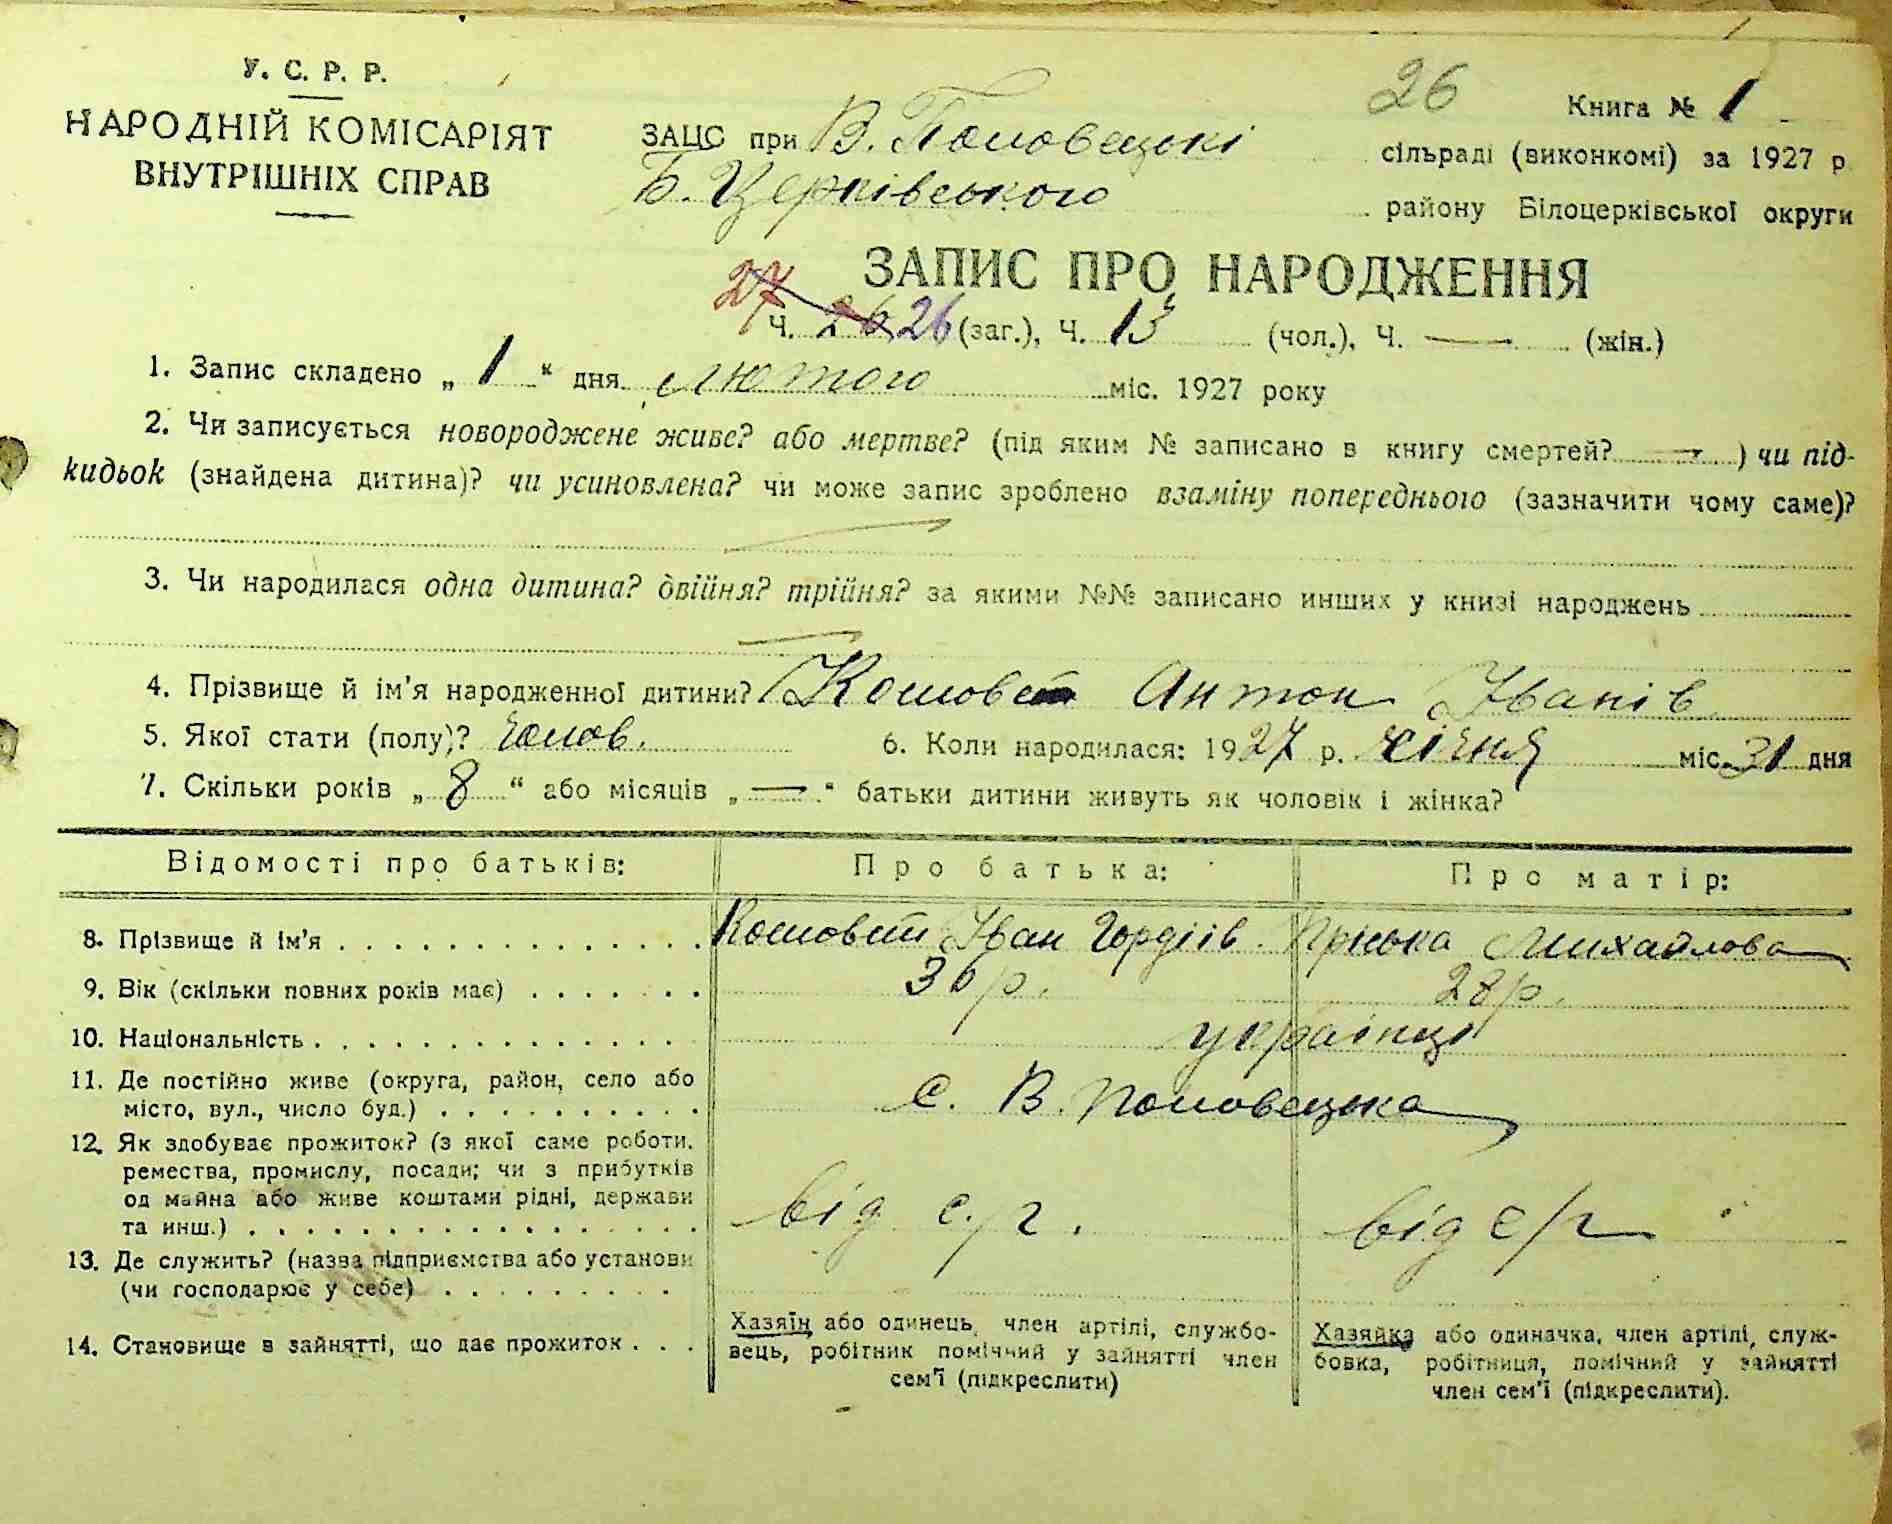 У. С. Р. Р.
НАРОДНІЙ КОМІСАРІЯТ
ВНУТРІШНІХ СПРАВ
26
Книга № 1
ЗАЦС при В. Половецькі сільраді (виконкомі) за 1927 р.
Б. Церківського району Білоцерківської округи
ЗАПИС ПРО НАРОДЖЕННЯ
27
Ч. 26 26 (заг.), Ч. 13 (чол.), Ч. — (жін.)
1. Запис складено „ 1 “ дня лютого міс. 1927 року
2. Чи записується новороджене живе? або мертве? (під яким № записано в книгу смертей? — ) чи під-
кидьок (знайдена дитина)? чи усиновлена? чи може запис зроблено взаміну попереднього (зазначити чому саме)?
3. Чи народилася одна дитина? двійня? трійня? за якими №№ записано инших у книзі народжень
4. Прізвище й ім’я народженної дитини? Антон Іванів
5. Якої стати (полу)? чолов. 6. Коли народилася: 1927 р. січня міс. 31 дня
7. Скільки років „ 8 “ або місяців „ — “ батьки дитини живуть як чоловік і жінка?
Відомості про батьків: Про батька: Про матір:
8. Прізвище й ім’я Іван Гордіїв Пріська Михайлова
9. Вік (скільки повних років має) 30 р. 28 р.
10. Національність українці
11. Де постійно живе (округа, район, село або
місто, вул., число буд.) с. В. Половецька
12. Як здобуває прожиток? (з якої саме роботи,
ремества, промислу, посади; чи з прибутків
од майна або живе коштами рідні, держави
та инш.) від с/г. від с/г
13. Де служить? (назва підприємства або установи
(чи господарює у себе)
14. Становище в зайнятті, що дає прожиток
Хазяїн або одинець, член артілі, службо-
вець, робітник помічний у зайнятті член
сем’ї (підкреслити)
Хазяйка або одиначка, член артілі, служ-
бовка, робітниця, помічний у зайнятті
член сем’ї (підкреслити).